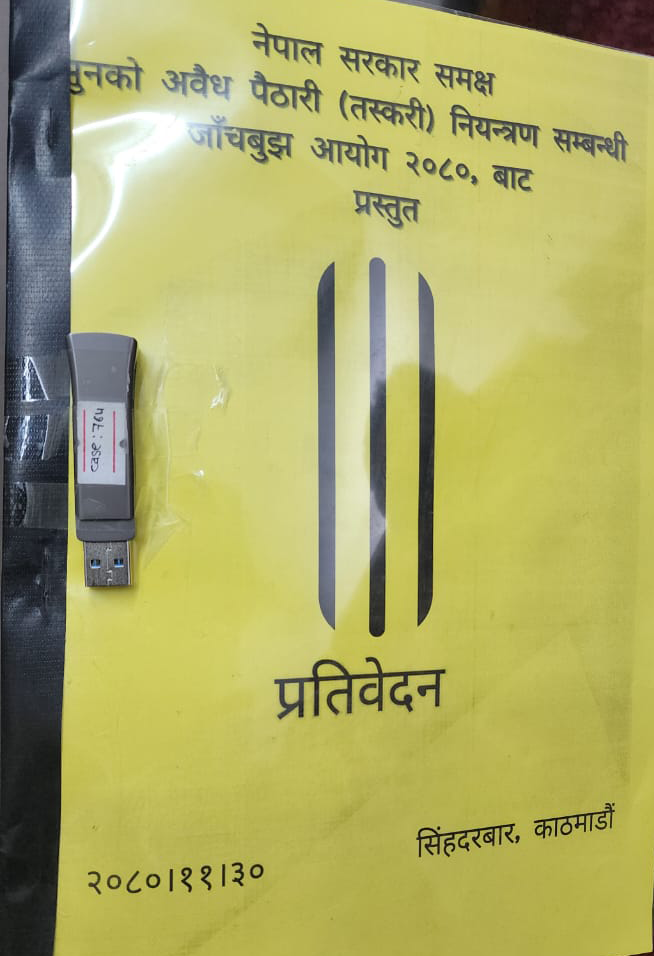 नेपाल सरकार समक्ष
सुनको अवैध पैठारी (तस्करी) नियन्त्रण सम्बन्धी
जाँचबुझ आयोग २०८०, बाट
प्रस्तुत
case: 764
प्रतिवेदन
सिंहदरबार, काठमाडौं
२०८०।११।३०